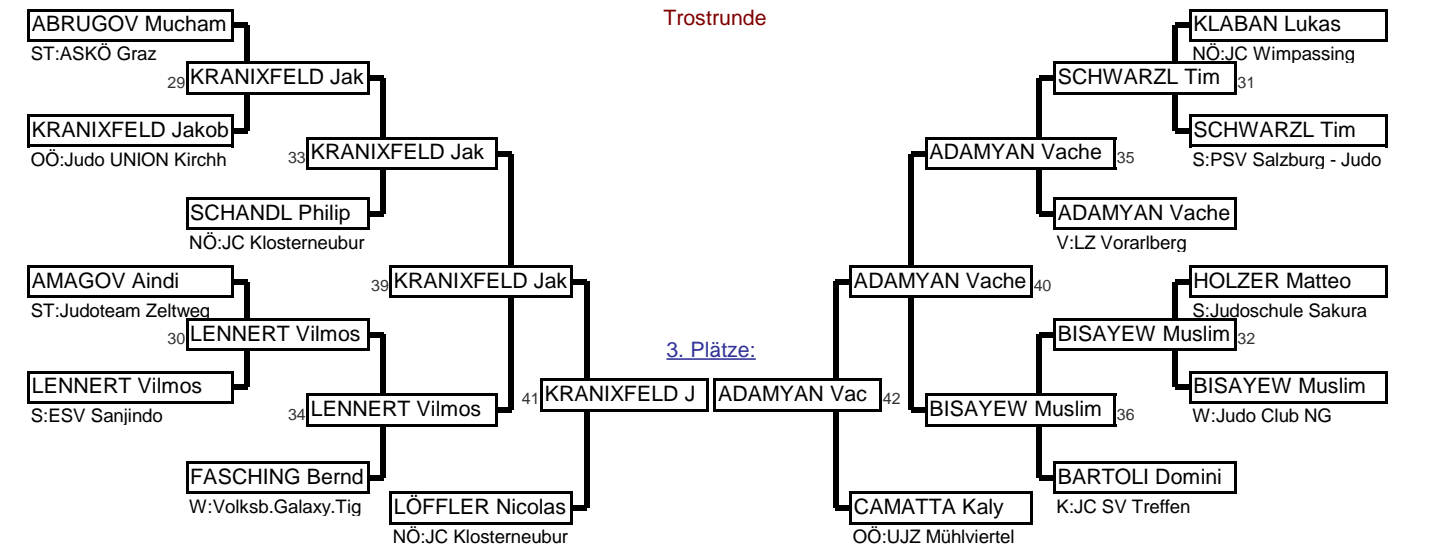 Trostrunde
ABRUGOV Mucham
ST:ASKÖ Graz
29 KRANIXFELD Jak
KRANIXFELD Jakob
OÖ:Judo UNION Kirchh
33 KRANIXFELD Jak
SCHANDL Philip
NÖ:JC Klosterneubur
39 KRANIXFELD Jak
AMAGOV Aindi
ST:Judoteam Zeltweg
30 LENNERT Vilmos
LENNERT Vilmos
S:ESV Sanjindo
34 LENNERT Vilmos
FASCHING Bernd
W:Volksb.Galaxy.Tig
41 KRANIXFELD J
LÖFFLER Nicolas
NÖ:JC Klosterneubur
3. Plätze:
KLABAN Lukas
NÖ:JC Wimpassing
SCHWARZL Tim 31
SCHWARZL Tim
S:PSV Salzburg - Judo
ADAMYAN Vache 35
ADAMYAN Vache
V:LZ Vorarlberg
ADAMYAN Vache 40
HOLZER Matteo
S:Judoschule Sakura
BISAYEW Muslim 32
BISAYEW Muslim
W:Judo Club NG
BISAYEW Muslim 36
BARTOLI Domini
K:JC SV Treffen
ADAMYAN Vac 42
CAMATTA Kaly
OÖ:UJZ Mühlviertel